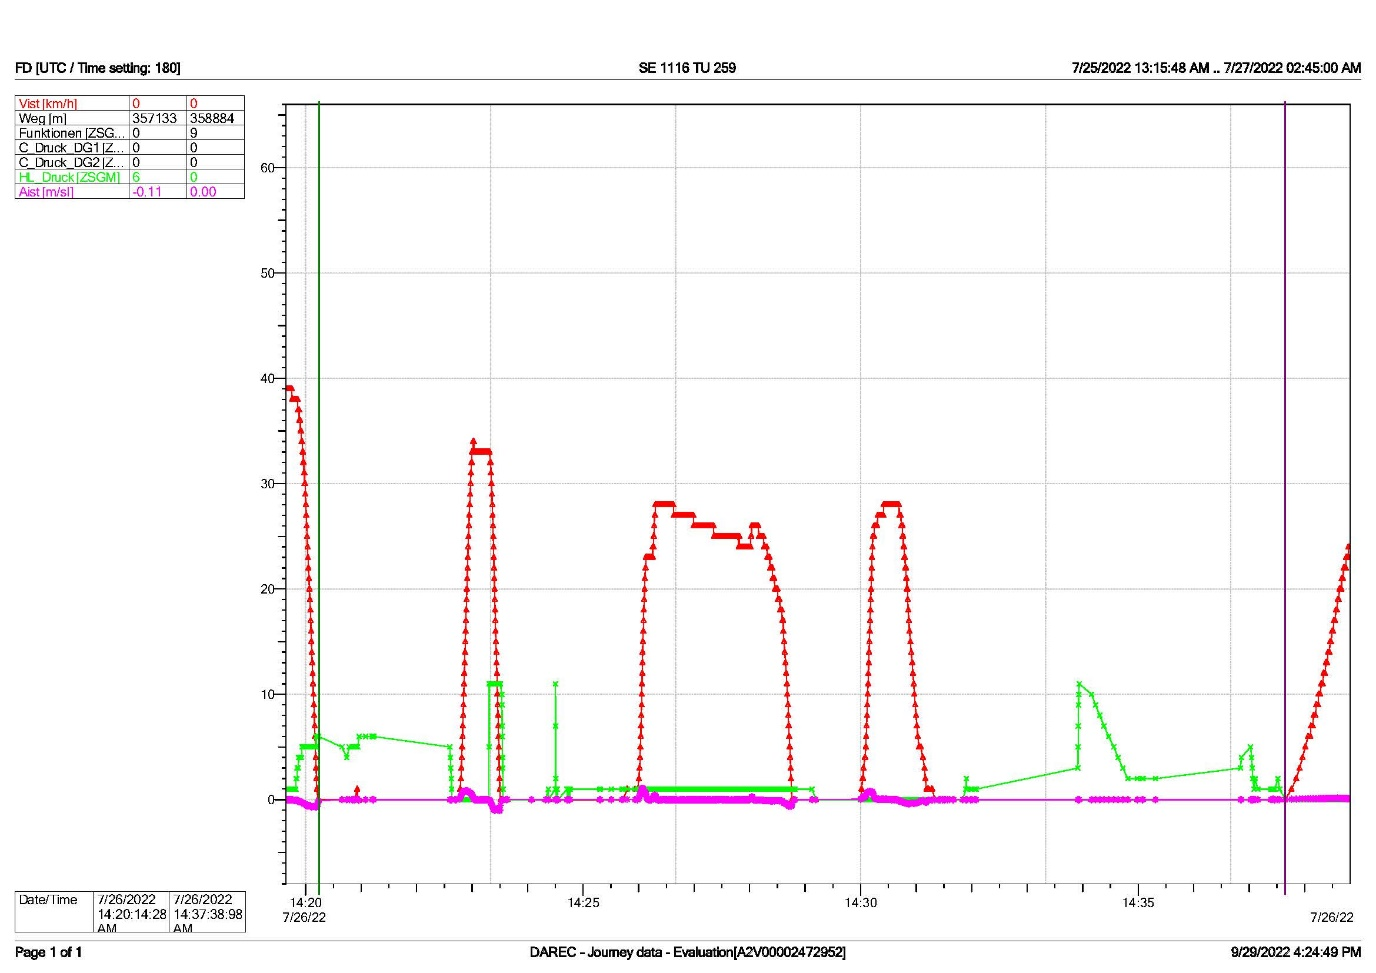 FD [UTC / Time setting: 180] SE 1116 TU 259 7/25/2022 13:15:48 AM .. 7/27/2022 02:45:00 AM
Vist [km/h] 0 0
Weg [m] 357133 358884
Funktionen [ZSG... 0 9
C_Druck_DG1 [Z... 0 0
C_Druck_DG2 [Z... 0 0
HL_Druck [ZSGM] 6 0
Aist [m/s|] -0.11 0.00
60
50
40
30
20
10
0
Date/Time 7/26/2022 7/26/2022
14:20:14:28 14:37:38:98
AM AM
14:20 14:25 14:30 14:35
7/26/22 7/26/22
Page 1 of 1 DAREC - Journey data - Evaluation[A2V00002472952] 9/29/2022 4:24:49 PM